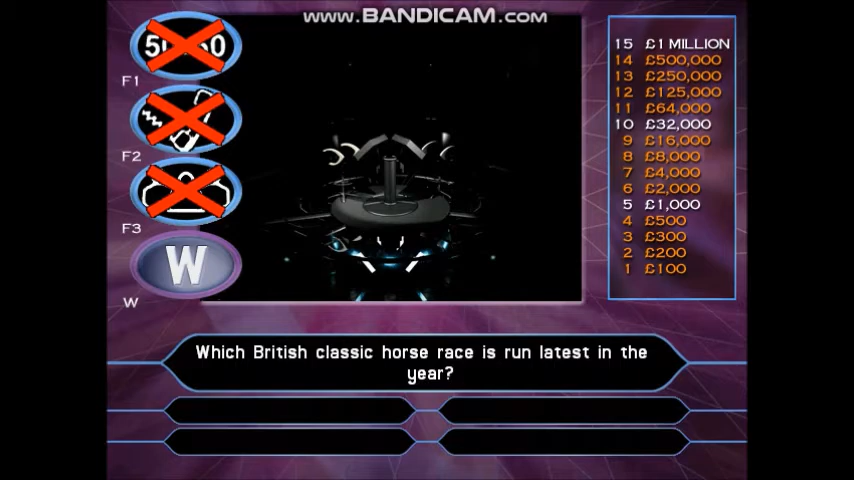 www.BANDICAM.com
50:50
F1
F2
F3
W
W
15 £1 MILLION
14 £500,000
13 £250,000
12 £125,000
11 £64,000
10 £32,000
9 £16,000
8 £8,000
7 £4,000
6 £2,000
5 £1,000
4 £500
3 £300
2 £200
1 £100
Which British classic horse race is run latest in the
year?